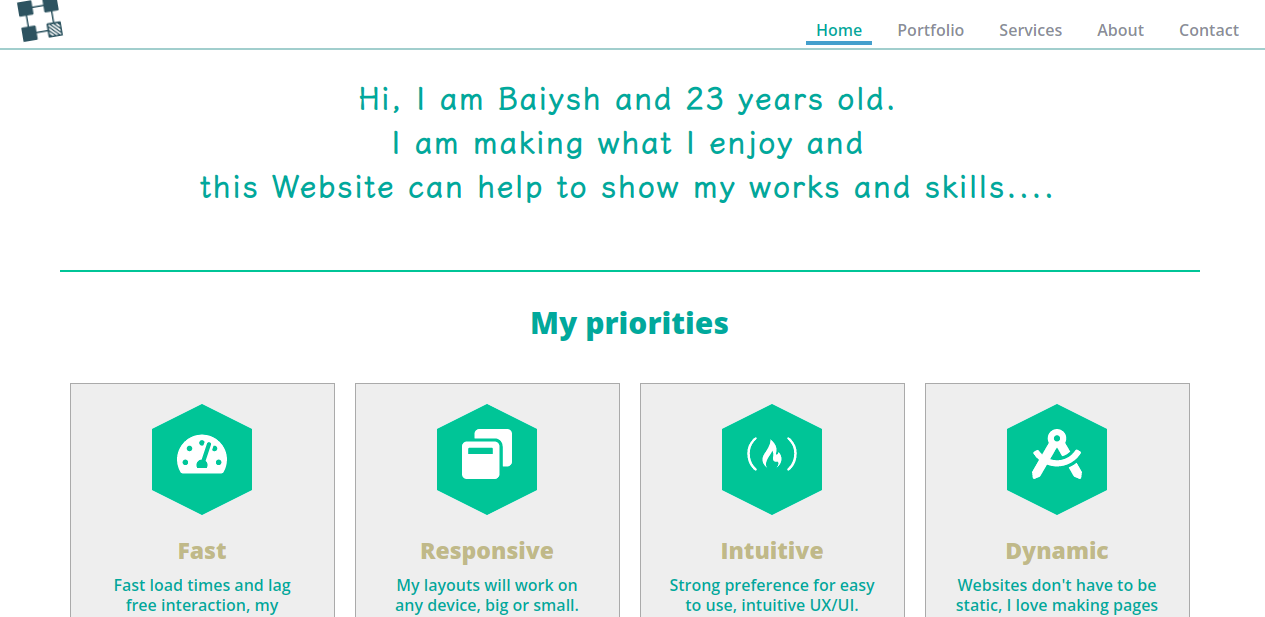 Home Portfolio Services About Contact
Hi, I am Baiysh and 23 years old.
I am making what I enjoy and
this Website can help to show my works and skills....
My priorities
Fast
Fast load times and lag
free interaction, my
Responsive
My layouts will work on
any device, big or small.
Intuitive
Strong preference for easy
to use, intuitive UX/UI.
Dynamic
Websites don't have to be
static, I love making pages